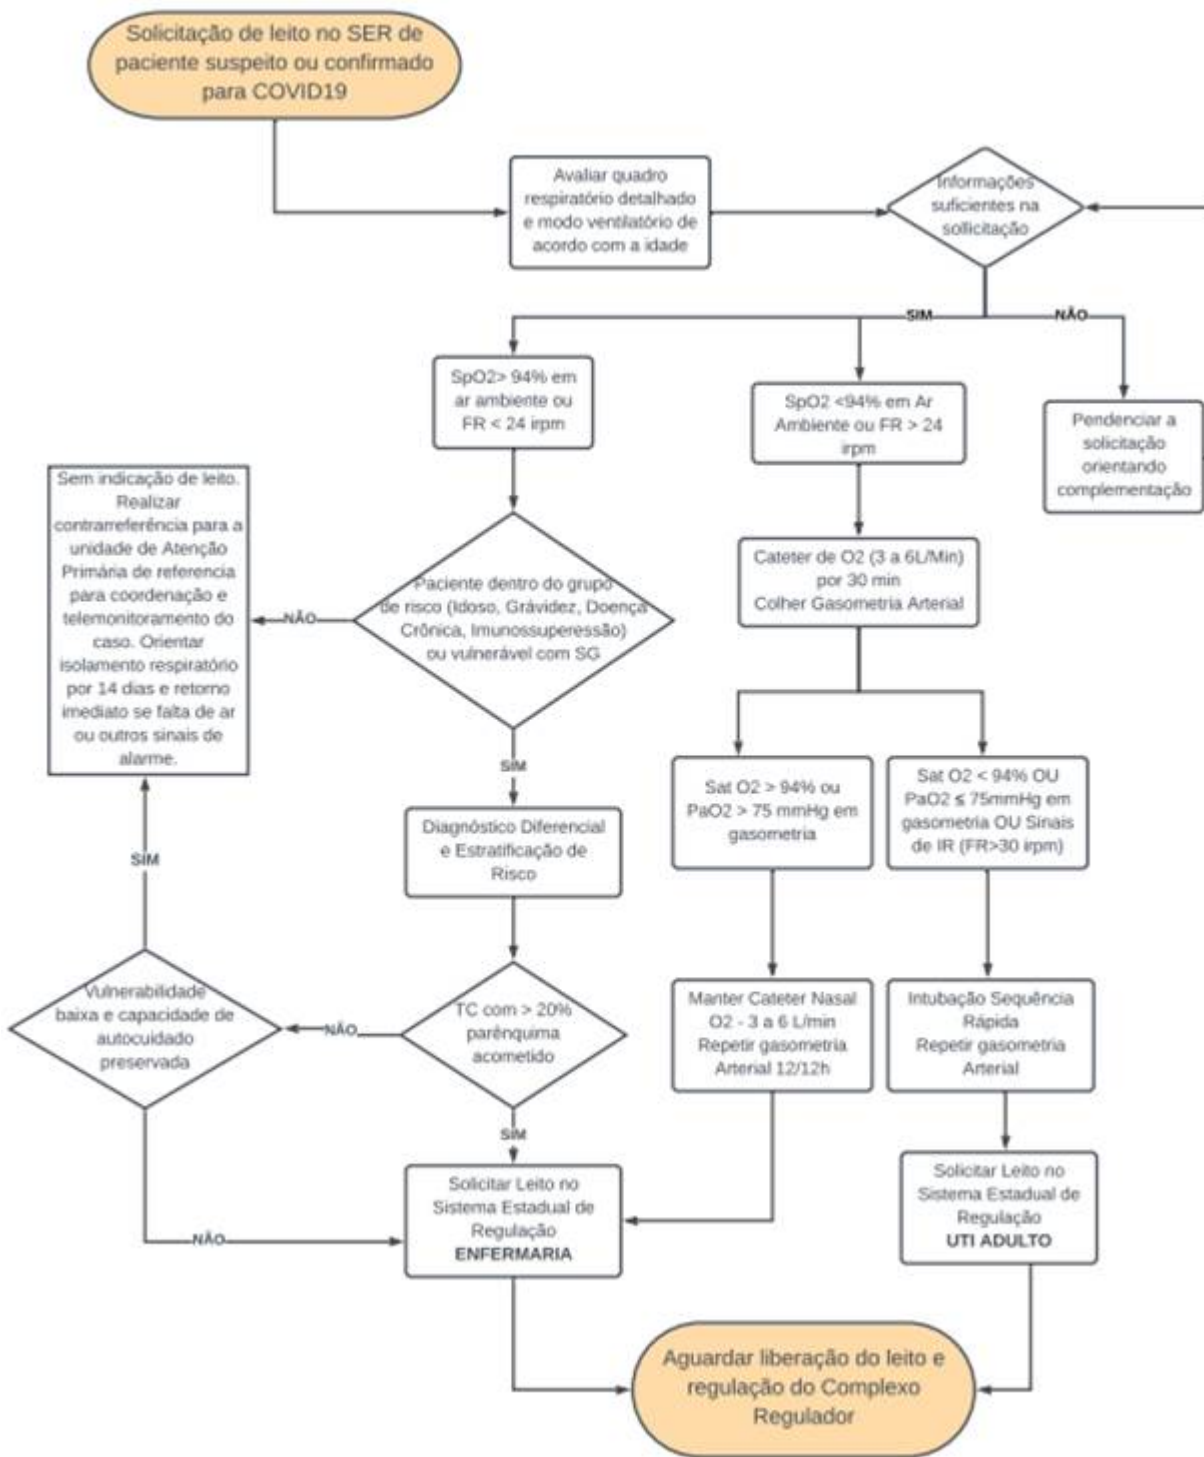 Solicitação de leito no SER de
paciente suspeito ou confirmado
para COVID19
Avaliar quadro
respiratório detalhado
e modo ventilatório de
acordo com a idade
Informações
suficientes na
sollicitação
SIM
NÃO
SpO2> 94% em
ar ambiente ou
FR < 24 irpm
SpO2 <94% em Ar
Ambiente ou FR > 24
irpm
Pendenciar a
solicitação
orientando
complementação
Sem indicação de leito.
Realizar
contrarreferência para a
unidade de Atenção
Primária de referencia
para coordenação e
telemonitoramento do
caso. Orientar
isolamento respiratório
por 14 dias e retorno
imediato se falta de ar
ou outros sinais de
alarme.
NÃO
Paciente dentro do grupo
de risco (Idoso, Grávidez, Doença
Crônica, Imunossuperessão)
ou vulnerável com SG
Cateter de O2 (3 a 6L/Min)
por 30 min
Colher Gasometria Arterial
SIM
Sat O2 > 94% ou
PaO2 > 75 mmHg em
gasometria
Sat O2 < 94% OU
PaO2 ≤ 75mmHg em
gasometria OU Sinais
de IR (FR>30 irpm)
Diagnóstico Diferencial
e Estratificação de
Risco
SIM
Vulnerabilidade
baixa e capacidade de
autocuidado
preservada
NÃO
TC com > 20%
parênquima
acometido
Manter Cateter Nasal
O2 - 3 a 6 L/min
Repetir gasometria
Arterial 12/12h
Intubação Sequência
Rápida
Repetir gasometria
Arterial
SIM
NÃO
Solicitar Leito no
Sistema Estadual de
Regulação
ENFERMARIA
Solicitar Leito no
Sistema Estadual de
Regulação
UTI ADULTO
Aguardar liberação do leito e
regulação do Complexo
Regulador